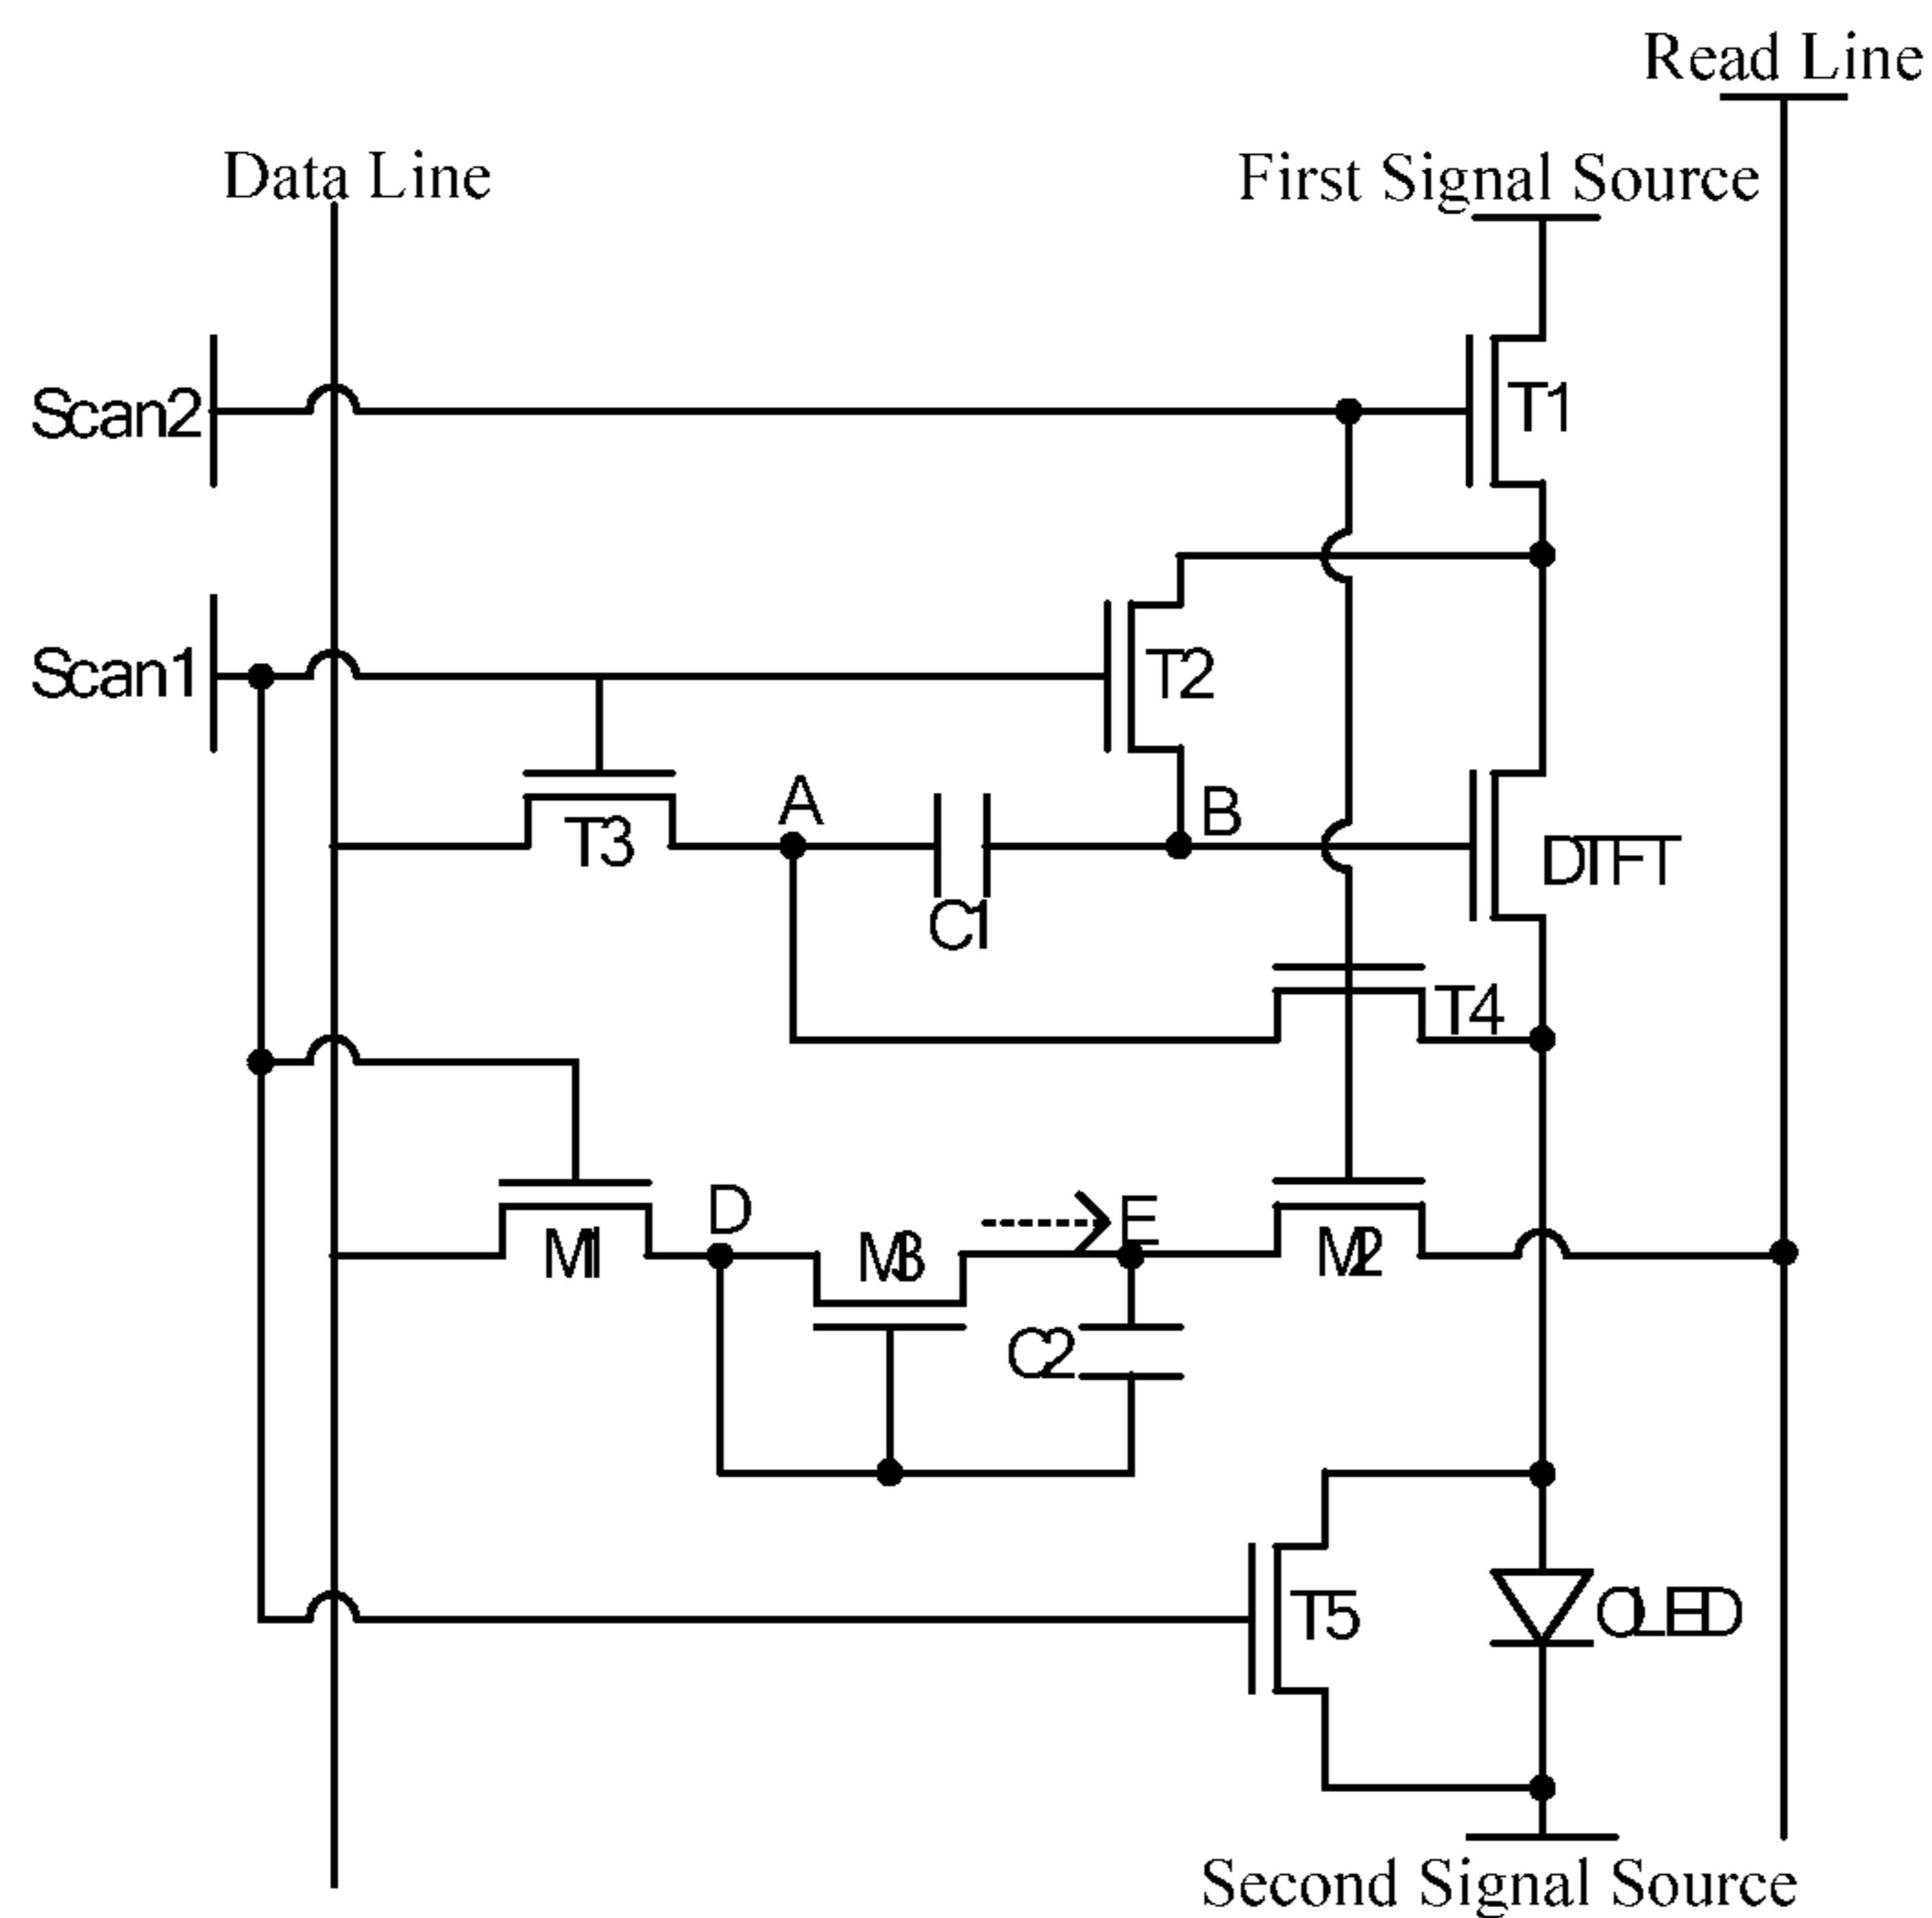 Read Line
Data Line
First Signal Source
Scan2
T1
Scan1
T2
A
B
T3
DTFT
C1
T4
D
E
M1
M3
M2
C2
T5
OLED
Second Signal Source